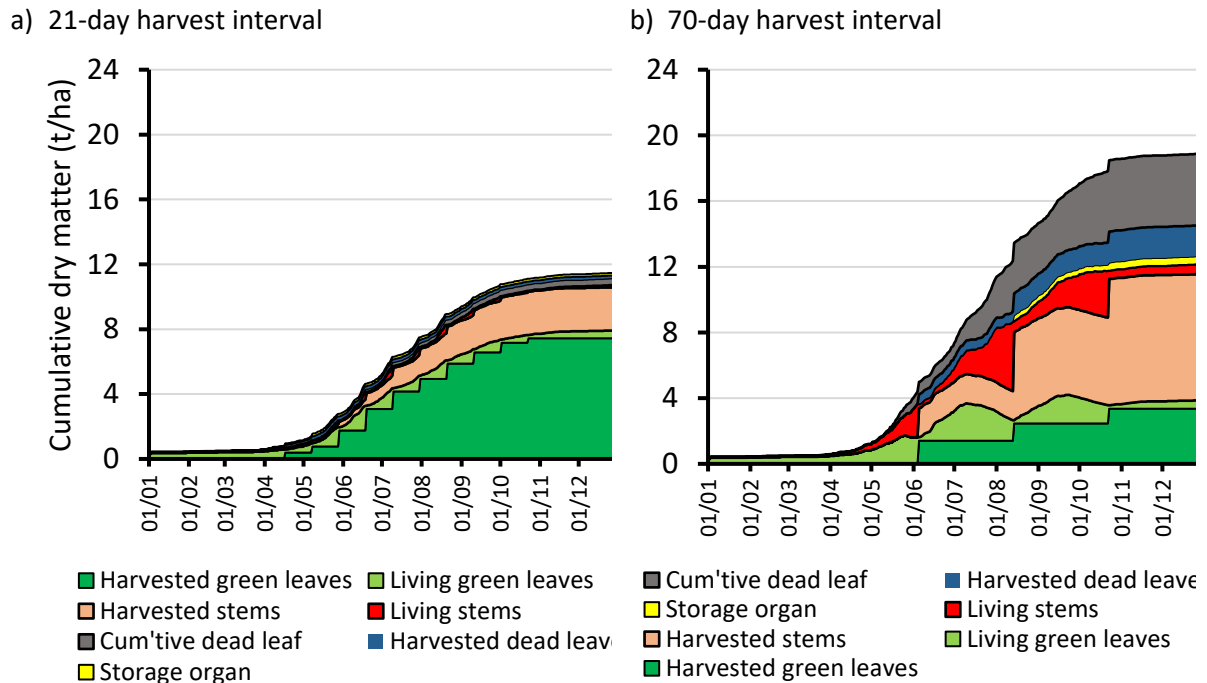 a) 21-day harvest interval
b) 70-day harvest interval
Cumulative dry matter (t/ha)
24
20
16
12
8
4
0
01/01
01/02
01/03
01/04
01/05
01/06
01/07
01/08
01/09
01/10
01/11
01/12
24
20
16
12
8
4
0
01/01
01/02
01/03
01/04
01/05
01/06
01/07
01/08
01/09
01/10
01/11
01/12
Harvested green leaves
Living green leaves
Harvested stems
Living stems
Cum'tive dead leaf
Harvested dead leav
Storage organ
Cum'tive dead leaf
Harvested dead leave
Storage organ
Living stems
Harvested stems
Living green leaves
Harvested green leaves